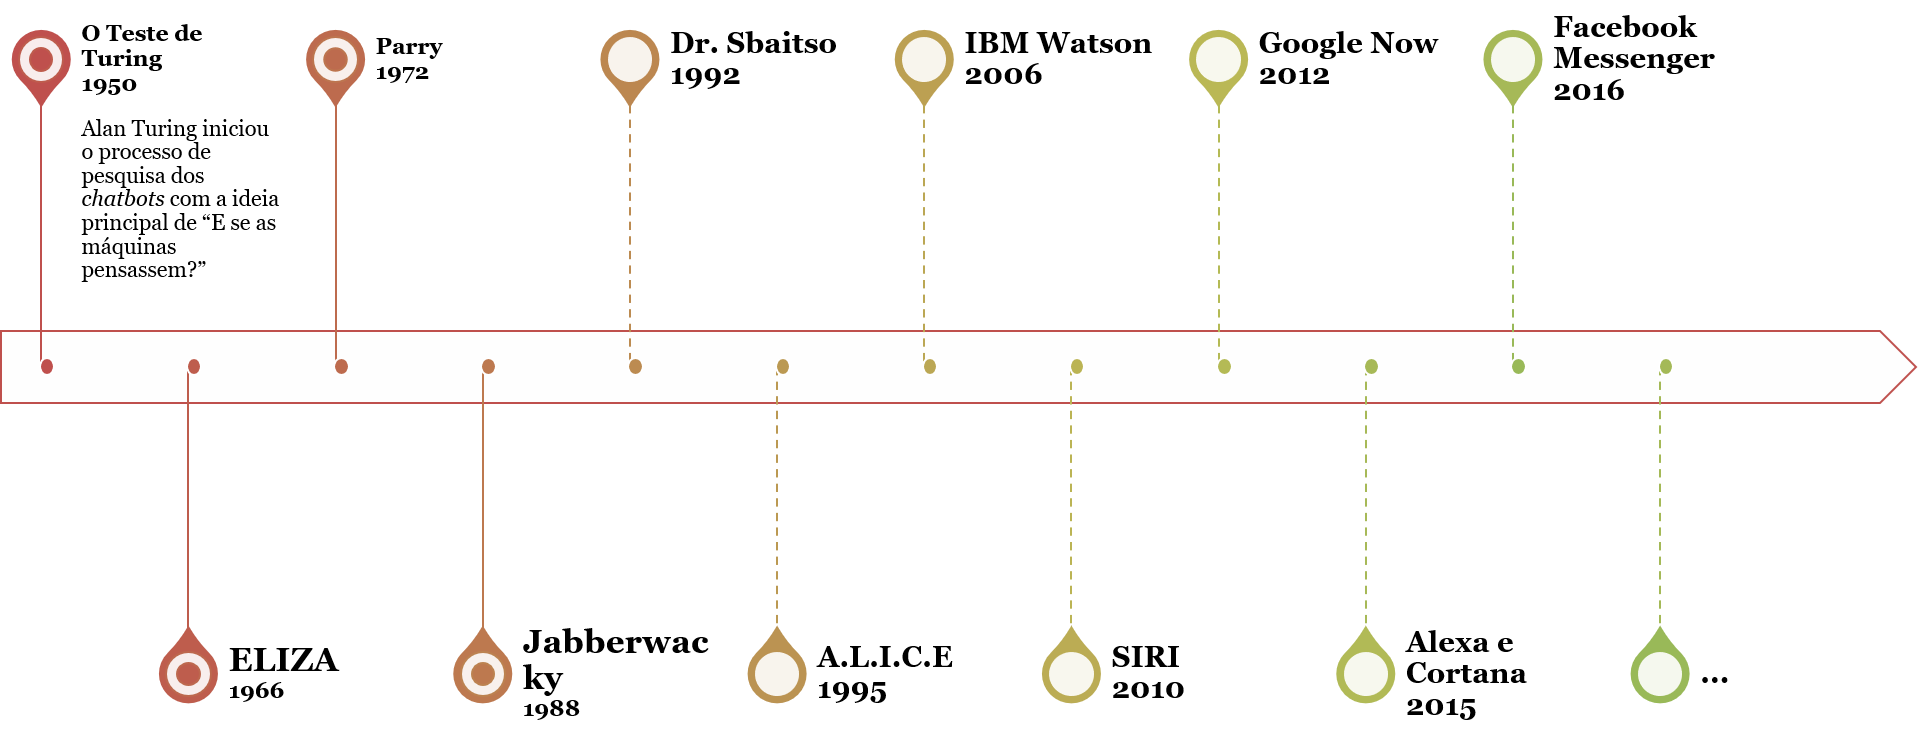 O Teste de
Turing
1950
Alan Turing iniciou
o processo de
pesquisa dos
chatbots com a ideia
principal de “E se as
máquinas
pensassem?”
Parry
1972
Dr. Sbaitso
1992
IBM Watson
2006
Google Now
2012
Facebook
Messenger
2016
ELIZA
1966
Jabberwac
ky
1988
A.L.I.C.E
1995
SIRI
2010
Alexa e
Cortana
2015
...